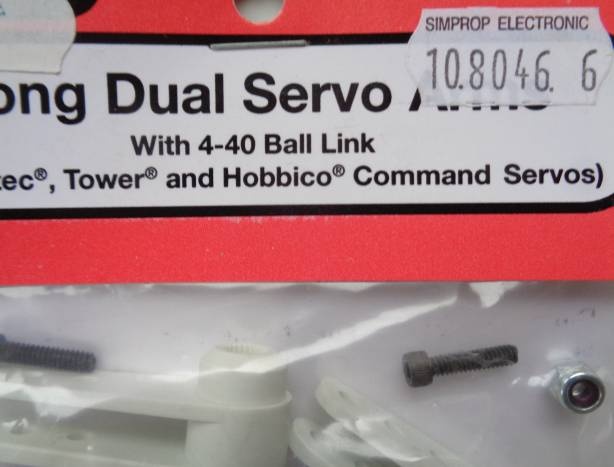 SIMPROP ELECTRONIC
10.8046. 6
ong Dual Servo Arms
With 4-40 Ball Link
tec®, Tower® and Hobbico® Command Servos)